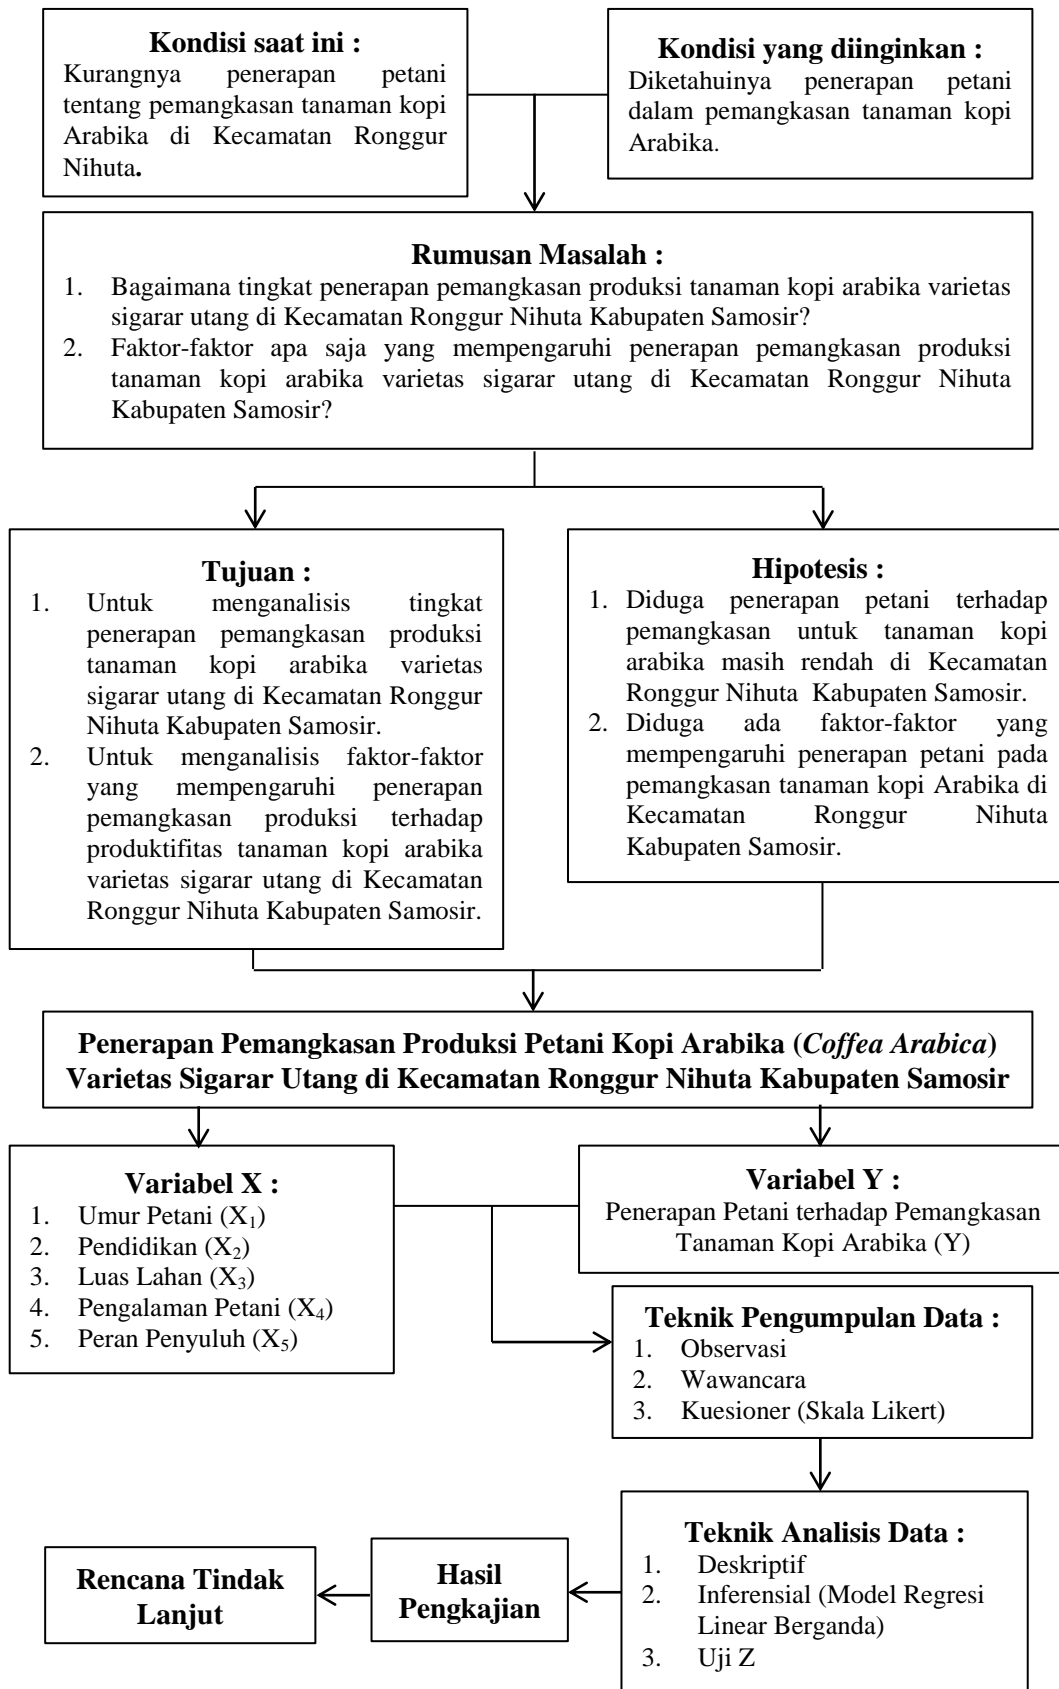 Kondisi saat ini :
Kurangnya penerapan petani
tentang pemangkasan tanaman kopi
Arabika di Kecamatan Ronggur
Nihuta.
Kondisi yang diinginkan :
Diketahuinya penerapan petani
dalam pemangkasan tanaman kopi
Arabika.
Rumusan Masalah :
1. Bagaimana tingkat penerapan pemangkasan produksi tanaman kopi arabika varietas
sigarar utang di Kecamatan Ronggur Nihuta Kabupaten Samosir?
2. Faktor-faktor apa saja yang mempengaruhi penerapan pemangkasan produksi
tanaman kopi arabika varietas sigarar utang di Kecamatan Ronggur Nihuta
Kabupaten Samosir?
Tujuan :
1. Untuk menganalisis tingkat
penerapan pemangkasan produksi
tanaman kopi arabika varietas
sigarar utang di Kecamatan Ronggur
Nihuta Kabupaten Samosir.
2. Untuk menganalisis faktor-faktor
yang mempengaruhi penerapan
pemangkasan produksi terhadap
produktifitas tanaman kopi arabika
varietas sigarar utang di Kecamatan
Ronggur Nihuta Kabupaten Samosir.
Hipotesis :
1. Diduga penerapan petani terhadap
pemangkasan untuk tanaman kopi
arabika masih rendah di Kecamatan
Ronggur Nihuta Kabupaten Samosir.
2. Diduga ada faktor-faktor yang
mempengaruhi penerapan petani pada
pemangkasan tanaman kopi Arabika di
Kecamatan Ronggur Nihuta
Kabupaten Samosir.
Penerapan Pemangkasan Produksi Petani Kopi Arabika (Coffea Arabica)
Varietas Sigarar Utang di Kecamatan Ronggur Nihuta Kabupaten Samosir
Variabel X :
1. Umur Petani (X₁)
2. Pendidikan (X₂)
3. Luas Lahan (X₃)
4. Pengalaman Petani (X₄)
5. Peran Penyuluh (X₅)
Variabel Y :
Penerapan Petani terhadap Pemangkasan
Tanaman Kopi Arabika (Y)
Teknik Pengumpulan Data :
1. Observasi
2. Wawancara
3. Kuesioner (Skala Likert)
Teknik Analisis Data :
1. Deskriptif
2. Inferensial (Model Regresi
Linear Berganda)
3. Uji Z
Hasil
Pengkajian
Rencana Tindak
Lanjut